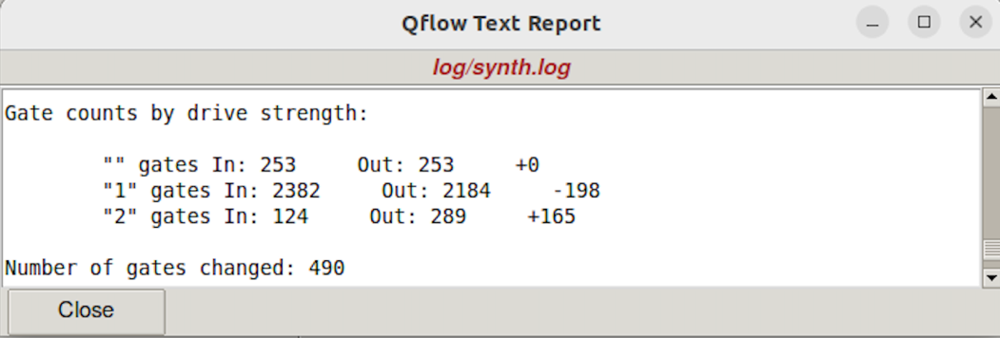 Qflow Text Report
log/synth.log
Gate counts by drive strength:
"" gates In: 253 Out: 253 +0
"1" gates In: 2382 Out: 2184 -198
"2" gates In: 124 Out: 289 +165
Number of gates changed: 490
Close